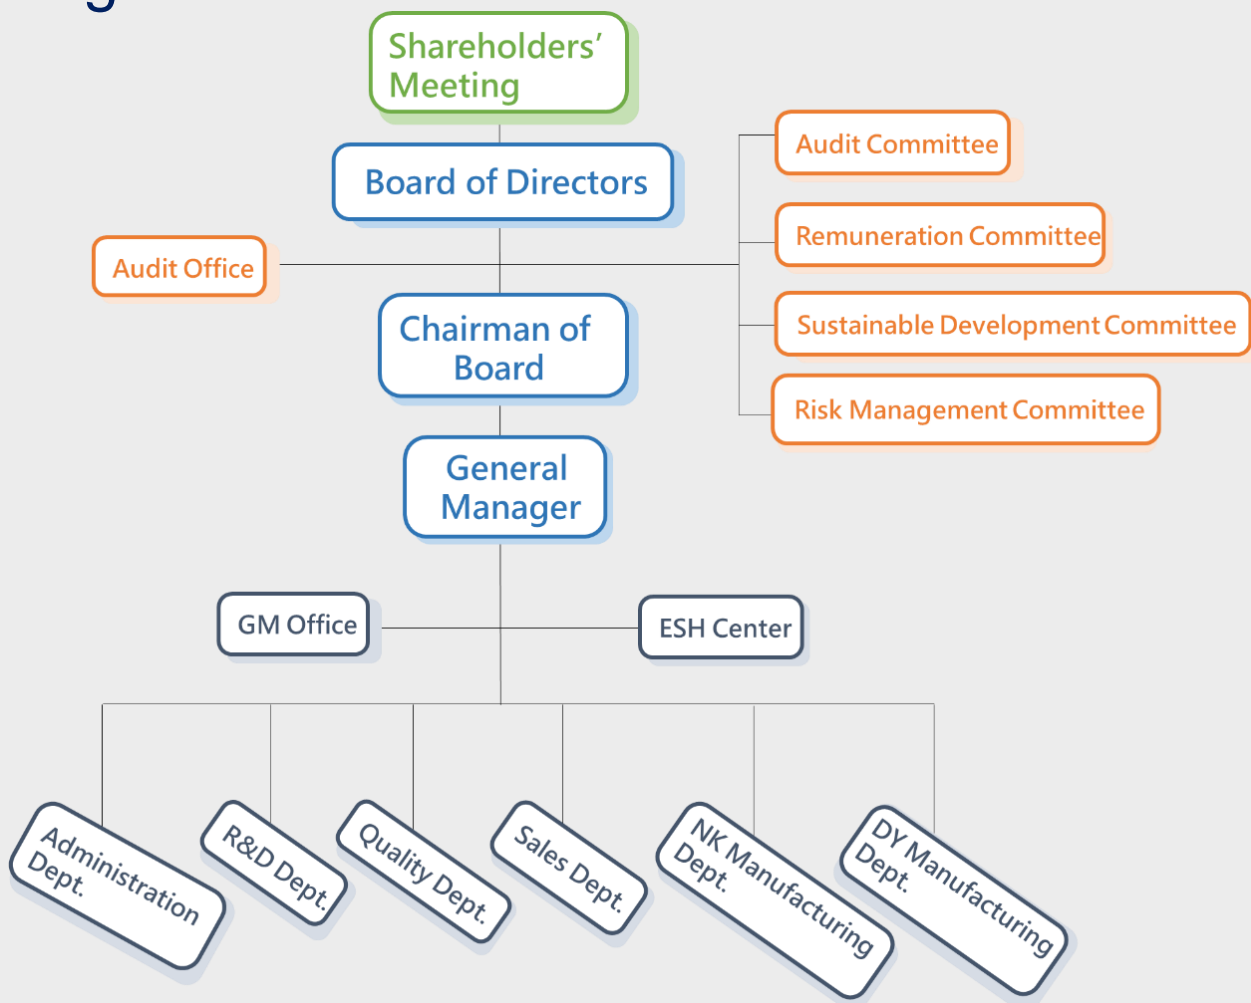 Shareholders’
Meeting
Board of Directors
Audit Committee
Remuneration Committee
Audit Office
Sustainable Development Committee
Chairman of
Board
Risk Management Committee
General
Manager
GM Office
ESH Center
Administration
Dept.
R&D Dept.
Quality Dept.
Sales Dept.
NK Manufacturing
Dept.
DY Manufacturing
Dept.